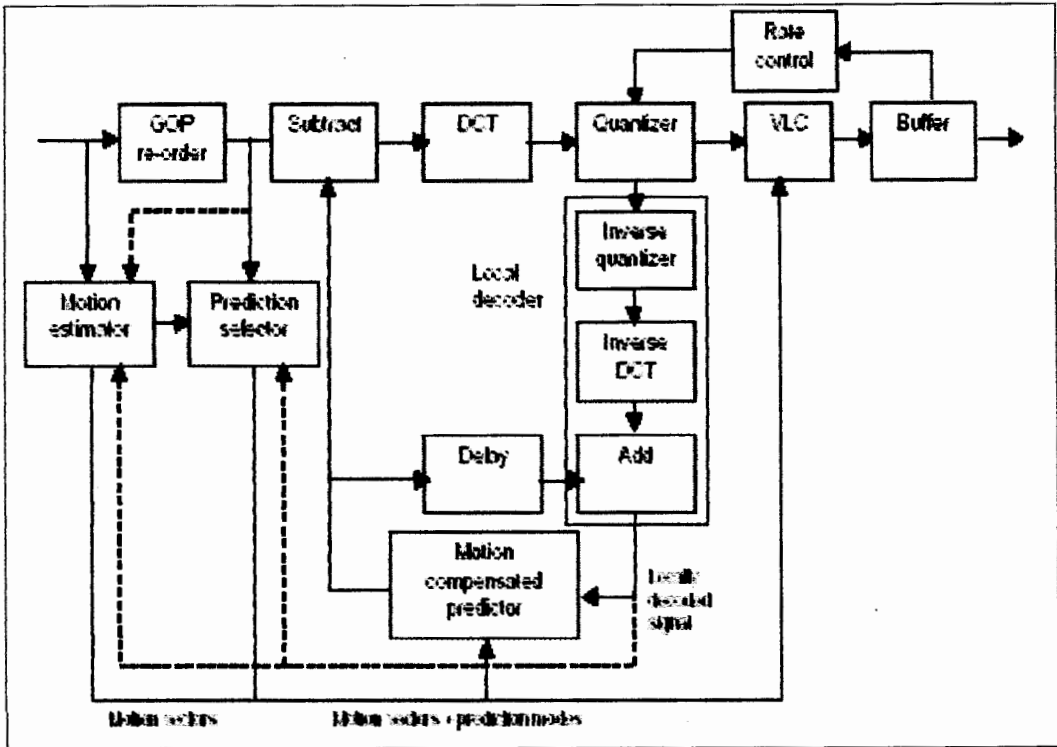 Rate
control
GOP
re-order
Subtract
DCT
Quantizer
VLC
Buffer
Motion
estimator
Prediction
selector
Local
decoder
Inverse
quantizer
Inverse
DCT
Delay
Add
Motion
compensated
predictor
Locally
decoded
signal
Motion vectors
Motion vectors + prediction modes